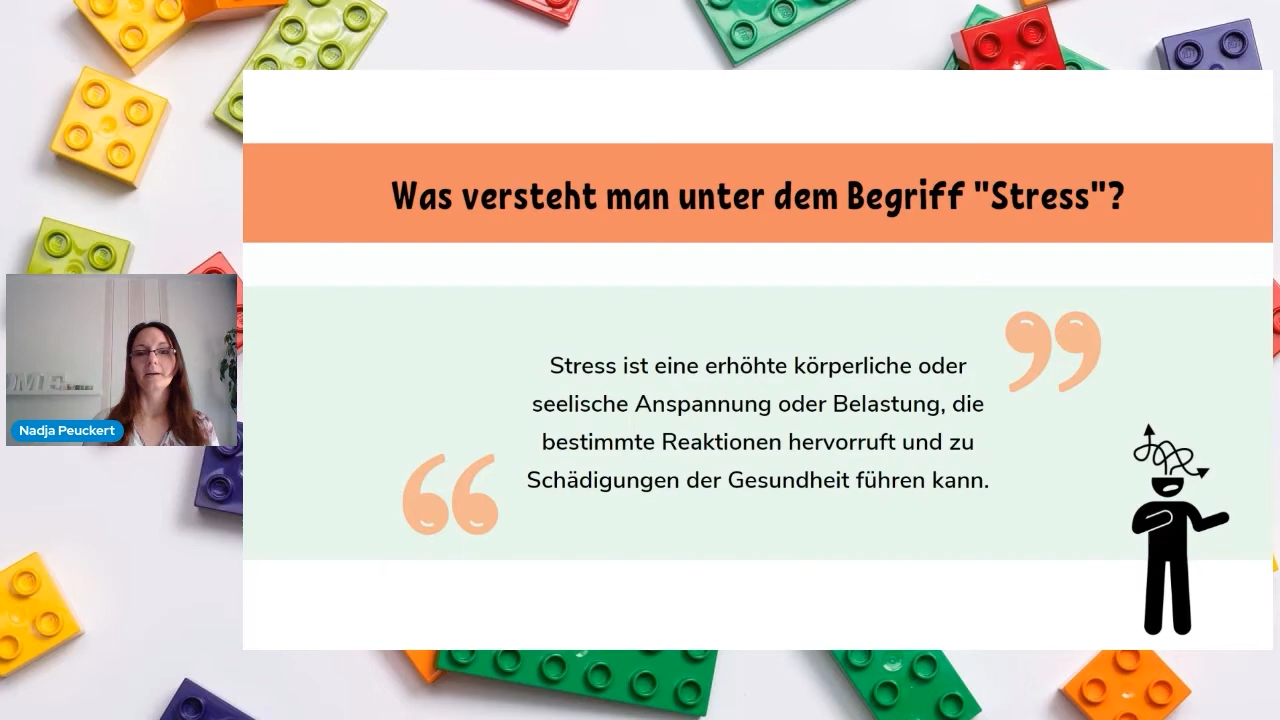 Was versteht man unter dem Begriff "Stress"?
Stress ist eine erhöhte körperliche oder
seelische Anspannung oder Belastung, die
bestimmte Reaktionen hervorruft und zu
Schädigungen der Gesundheit führen kann.
Nadja Peuckert